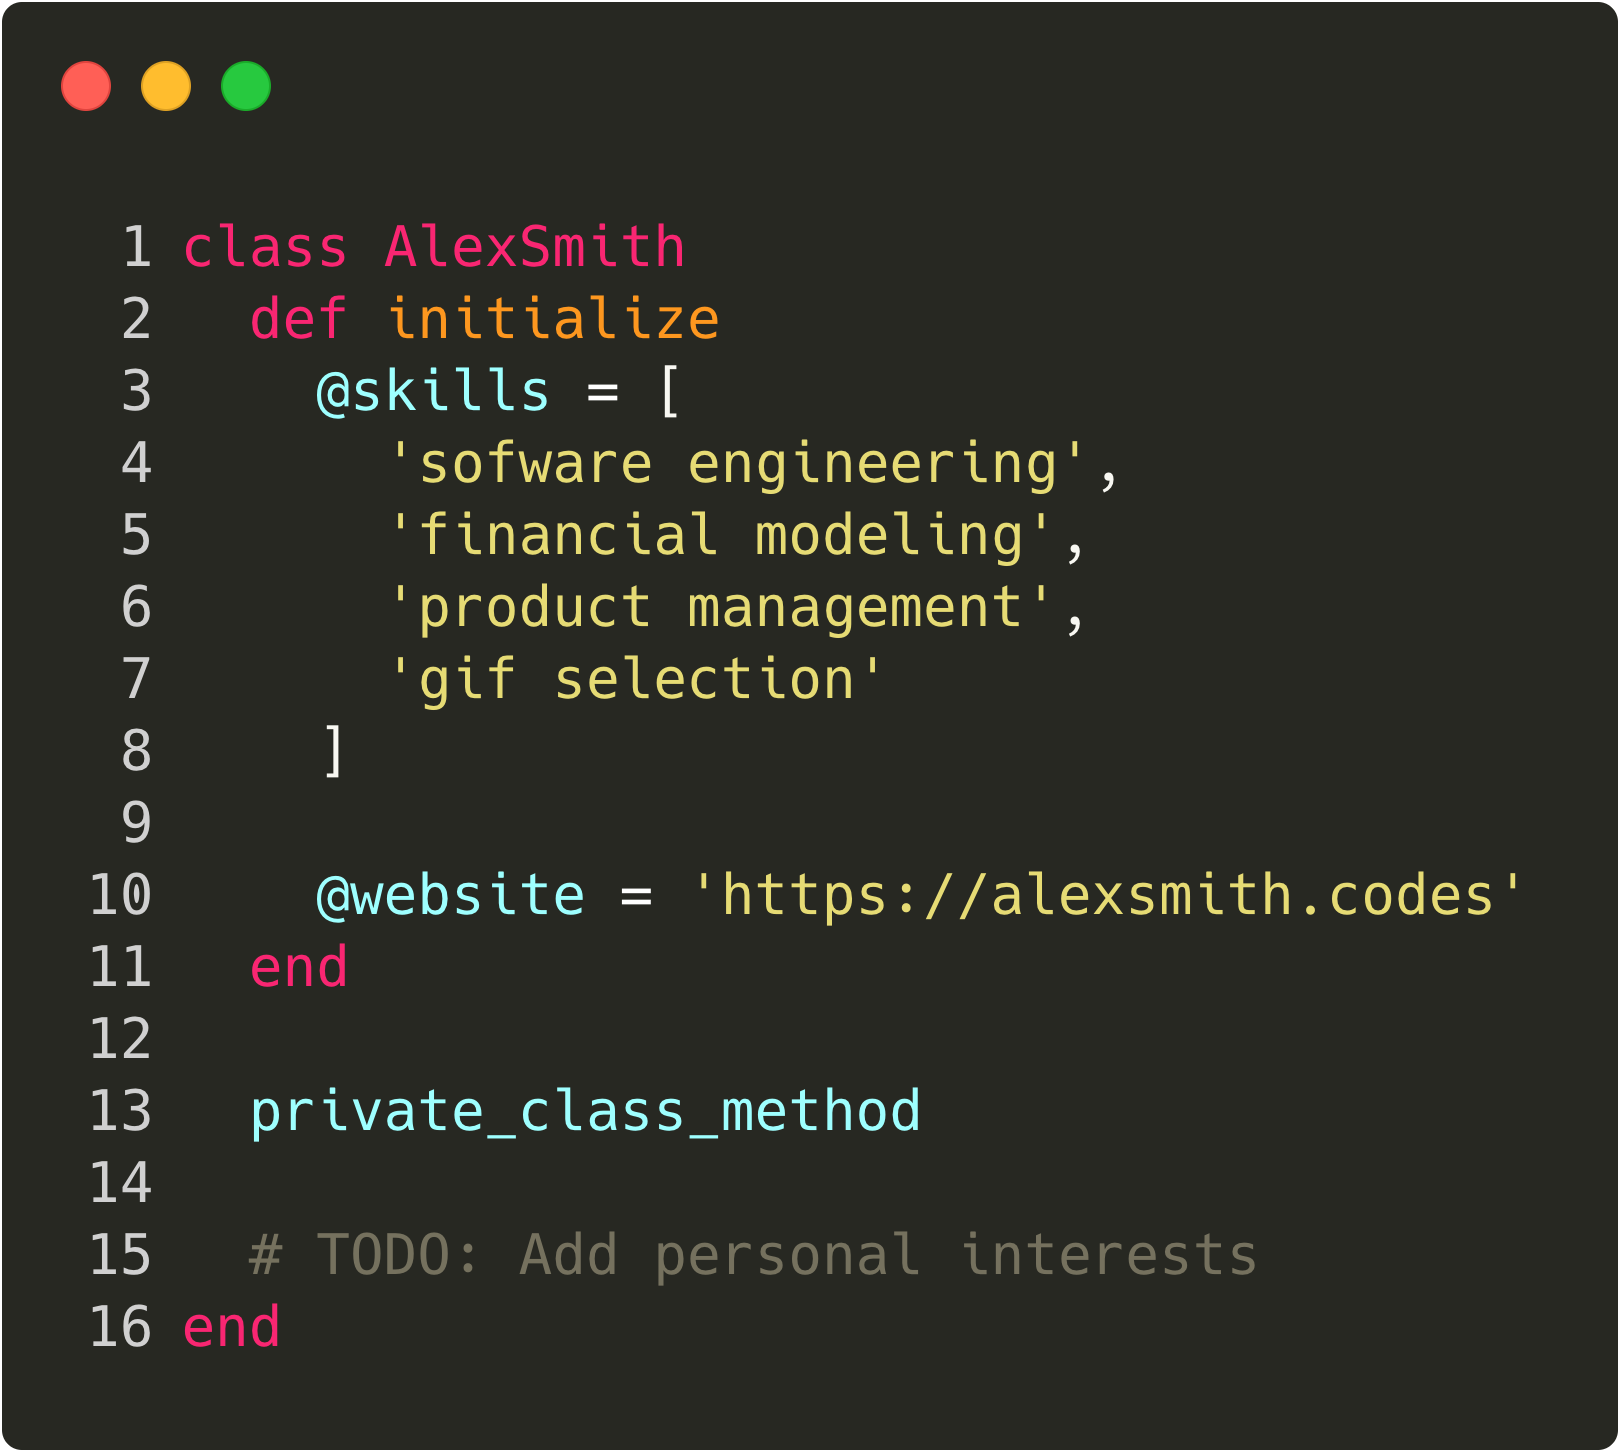 1 class AlexSmith
2   def initialize
3     @skills = [
4       'sofware engineering',
5       'financial modeling',
6       'product management',
7       'gif selection'
8     ]
9
10     @website = 'https://alexsmith.codes'
11   end
12
13   private_class_method
14
15   # TODO: Add personal interests
16 end